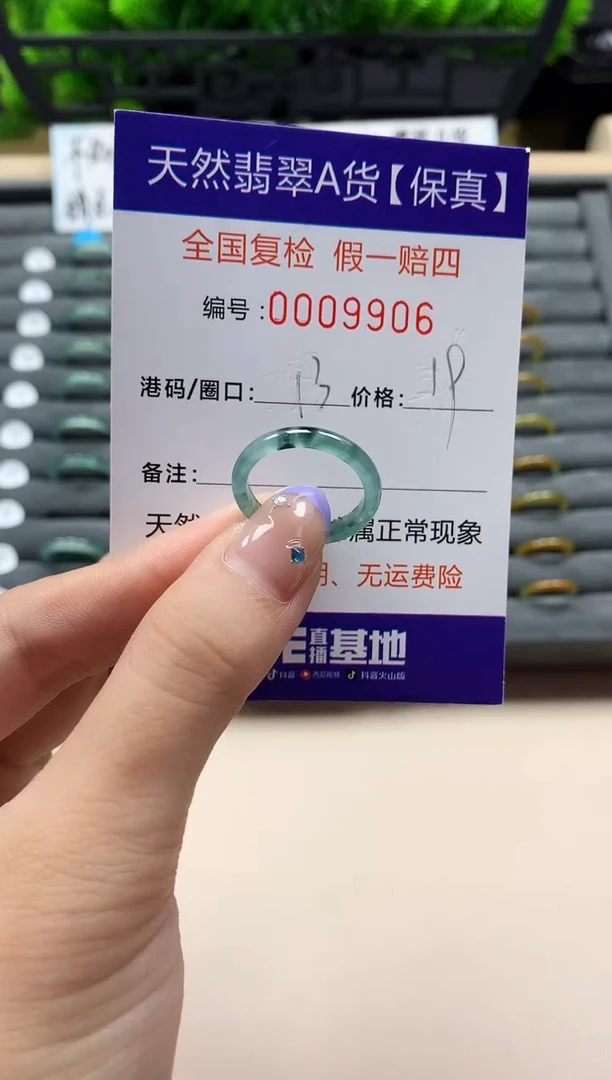 天然翡翠A货【保真】
全国复检 假一赔四
编号:0009906
港码/圈口: 13 价格:
备注:
天然 属正常现象
、无运费险
直播基地
抖音 西瓜视频 抖音火山版